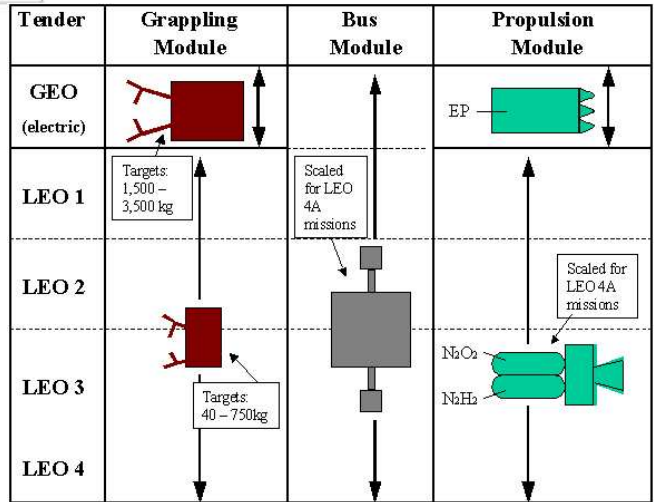 Tender
Grappling
Module
Bus
Module
Propulsion
Module
GEO
(electric)
EP
Targets:
1,500 –
3,500 kg
Scaled
for LEO
4A
missions
LEO 1
LEO 2
Scaled for
LEO 4A
missions
LEO 3
Targets:
40 – 750kg
N₂O₂
N₂H₂
LEO 4